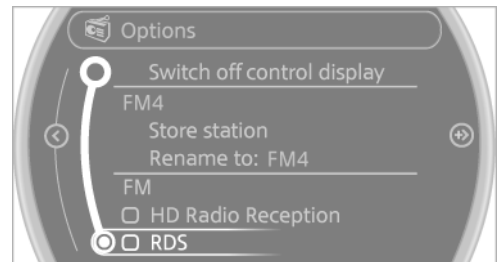 Options
Switch off control display
FM4
Store station
Rename to: FM4
FM
HD Radio Reception
RDS